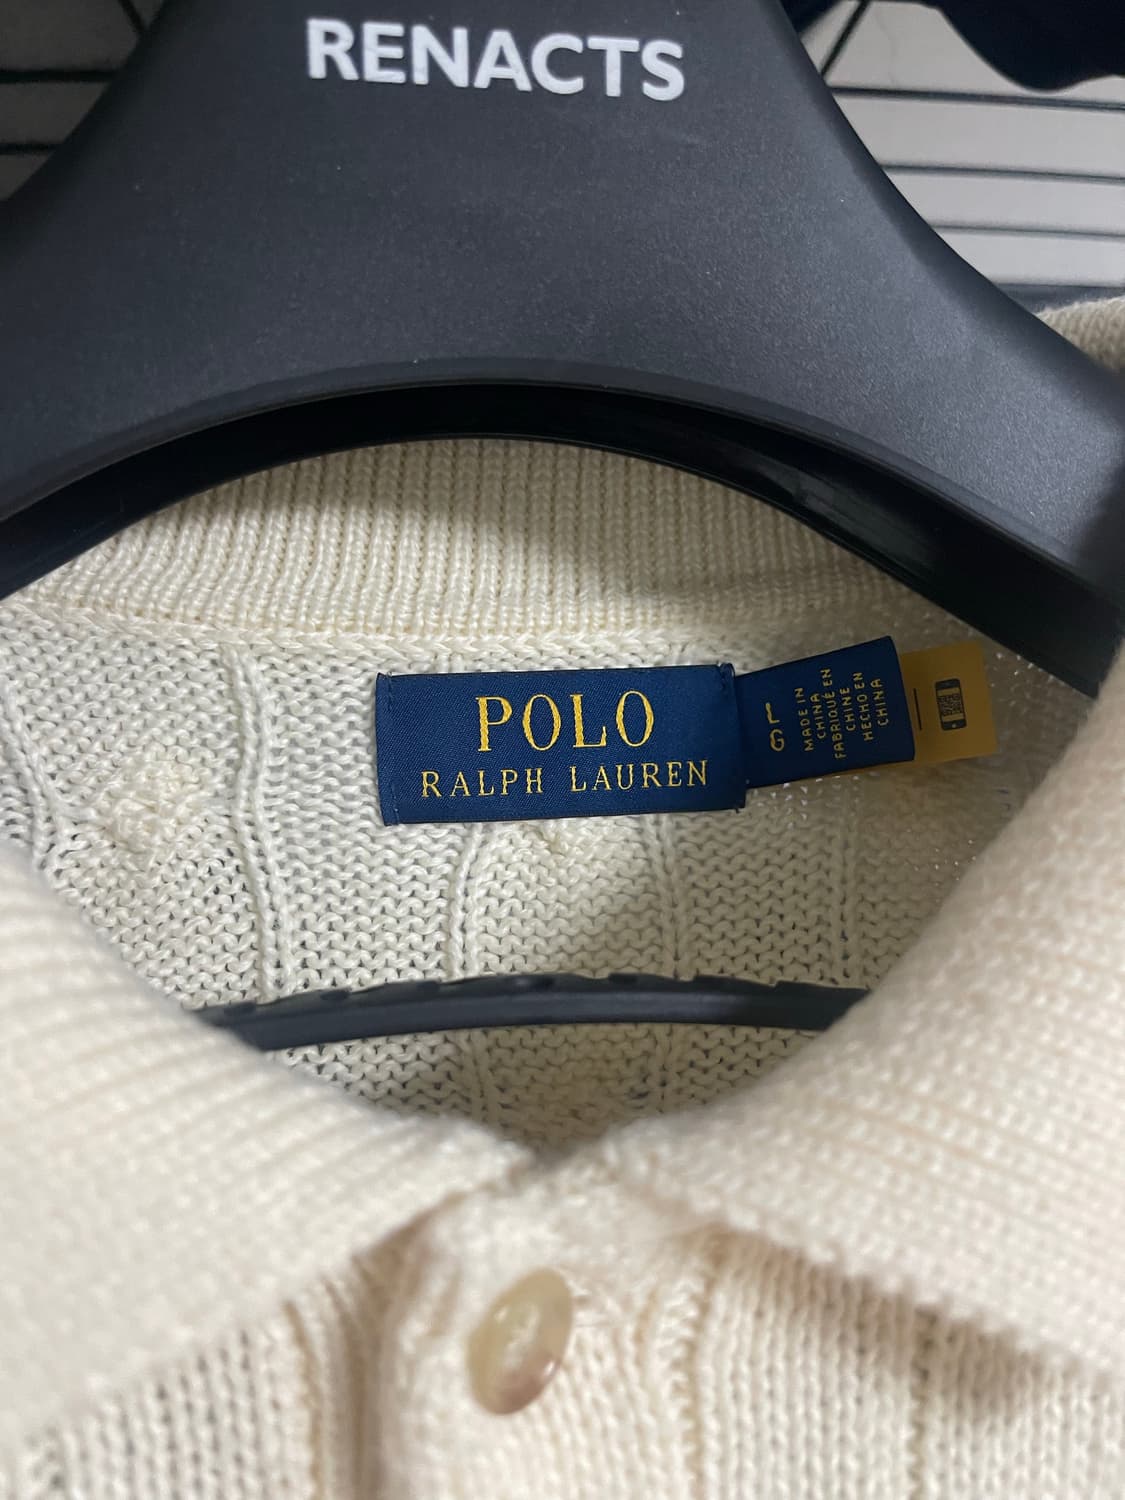 RENACTS
POLO
RALPH LAUREN
MADE IN
CHINA
FABRIQUÉ EN
CHINE
HECHO EN
CHINA